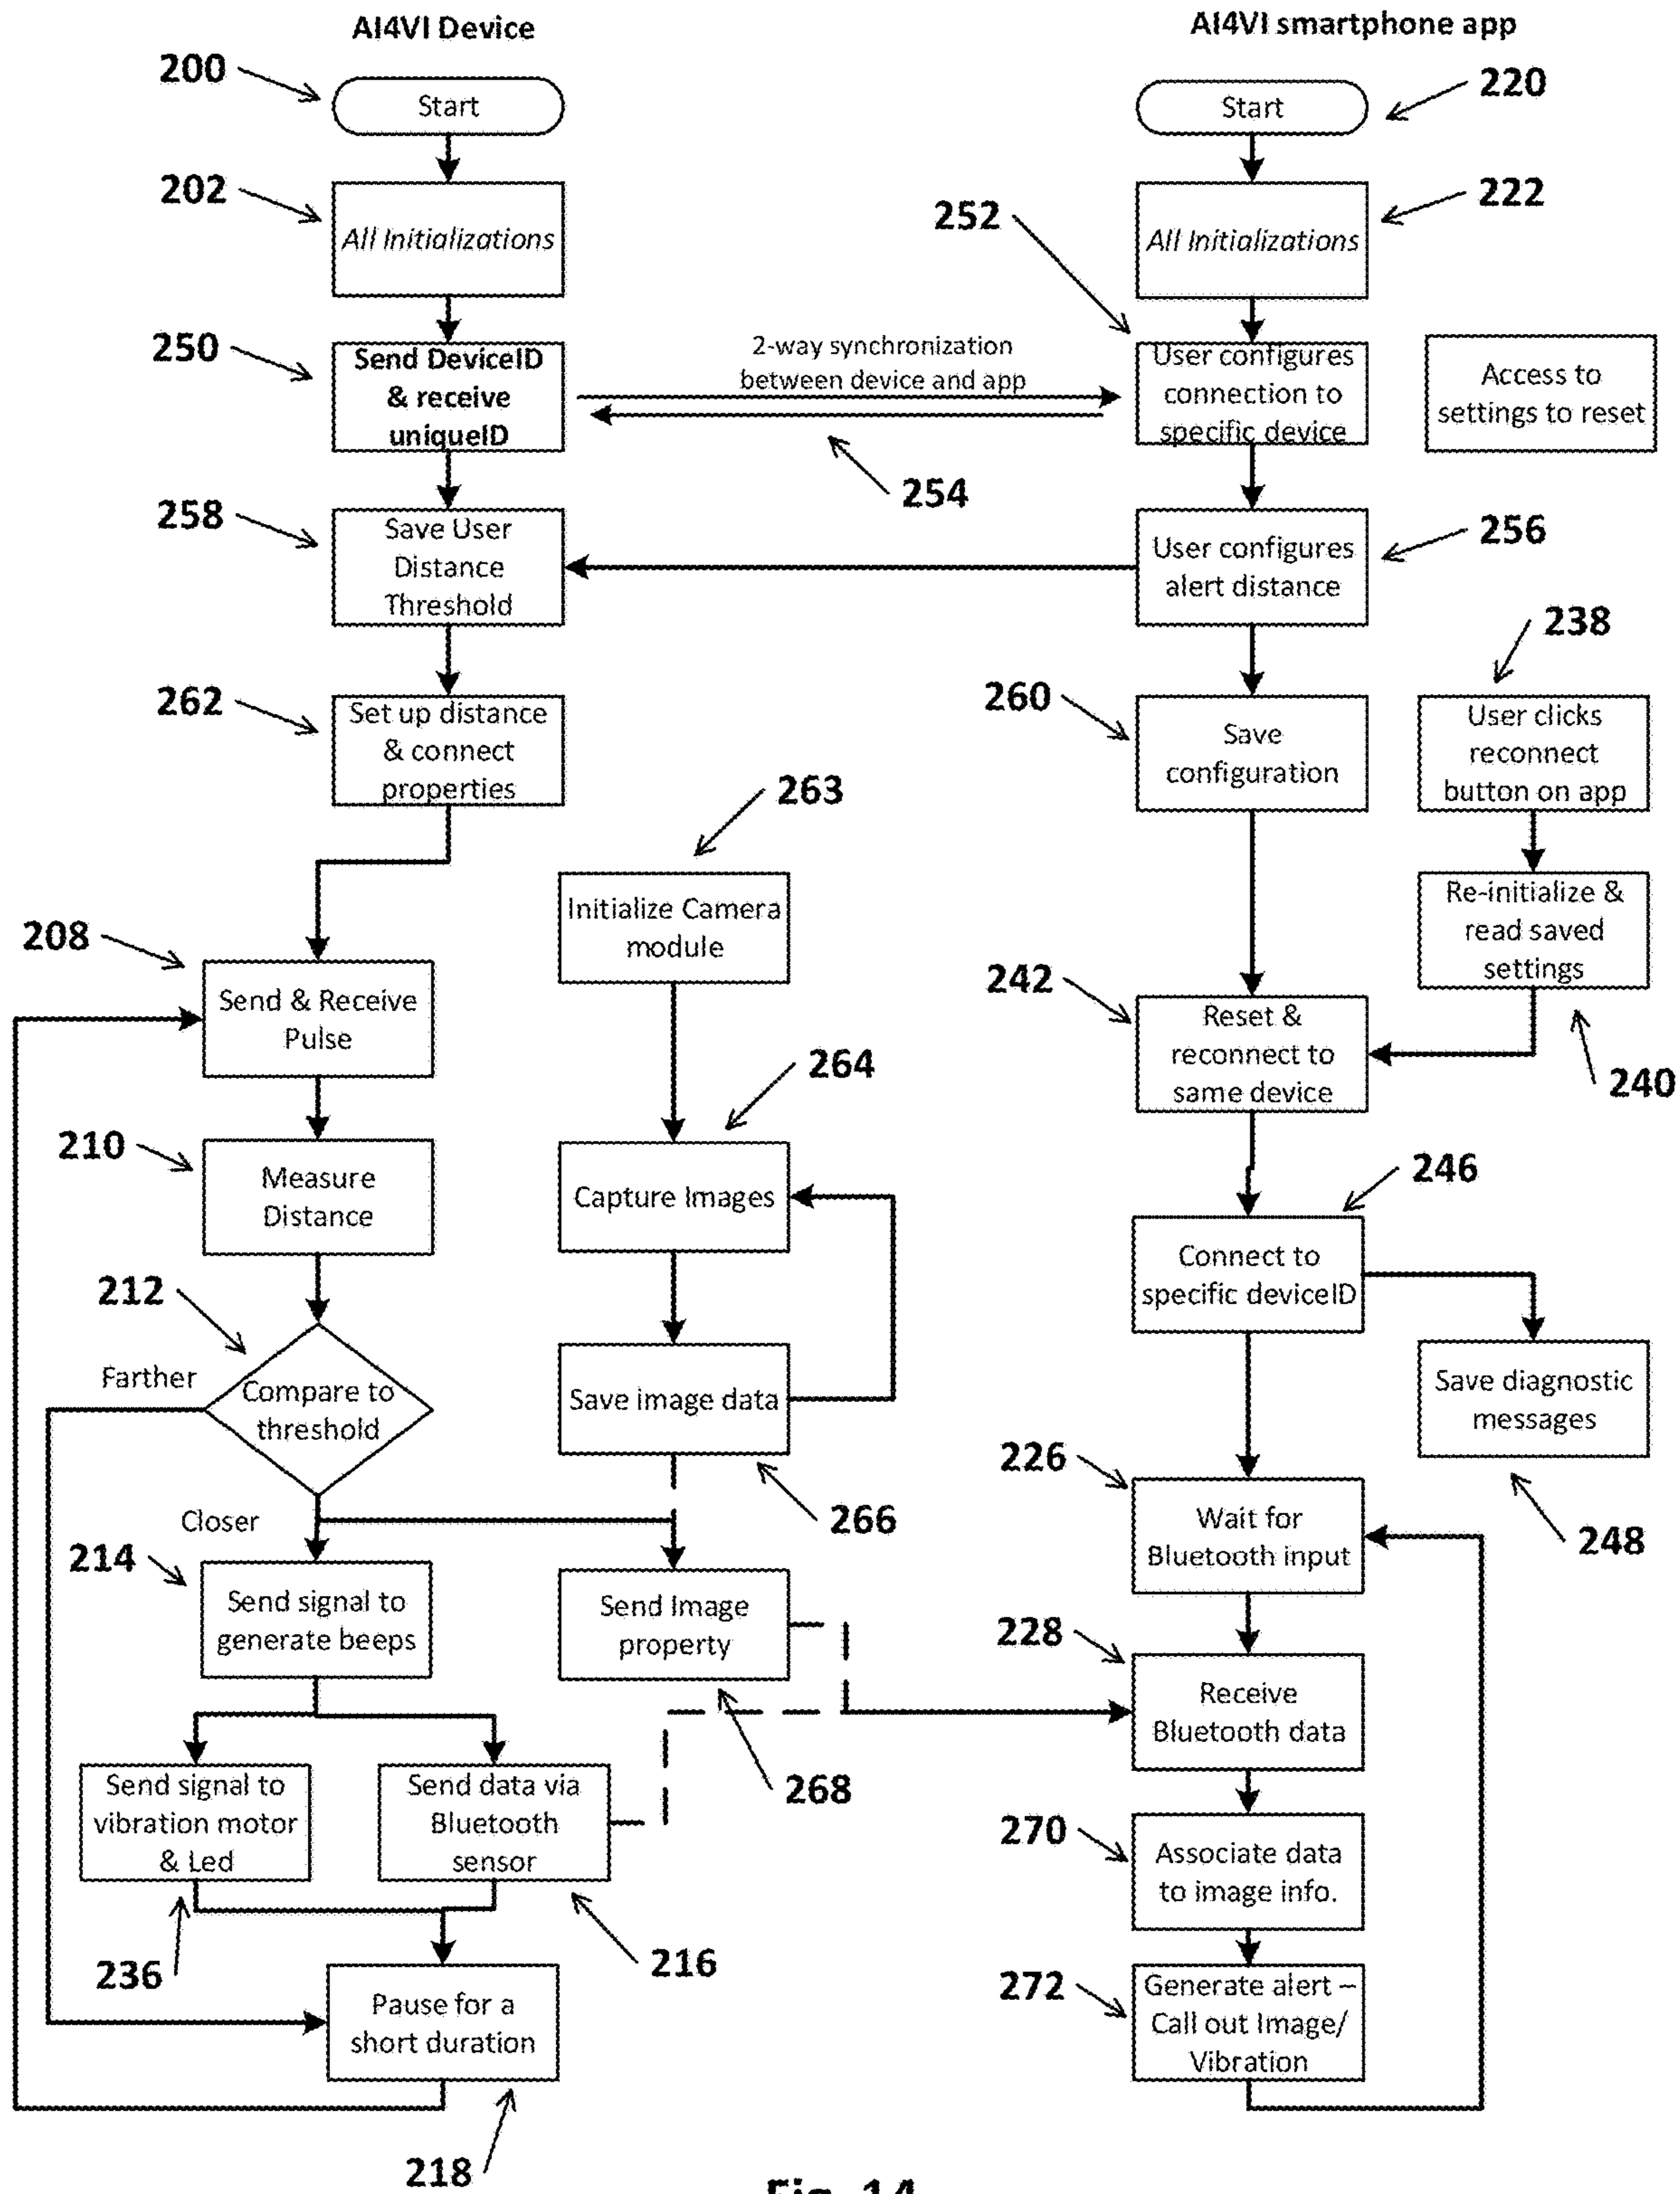 AI4VI Device
200
Start
202
All Initializations
250
Send DeviceID
& receive
uniqueID
2-way synchronization
between device and app
254
258
Save User
Distance
Threshold
262
Set up distance
& connect
properties
263
Initialize Camera
module
208
Send & Receive
Pulse
264
Capture Images
210
Measure
Distance
212
Farther
Compare to
threshold
Save image data
266
Closer
214
Send signal to
generate beeps
Send Image
property
268
Send signal to
vibration motor
& Led
236
Send data via
Bluetooth
sensor
216
Pause for a
short duration
218
AI4VI smartphone app
220
Start
222
All Initializations
252
User configures
connection to
specific device
Access to
settings to reset
256
User configures
alert distance
238
User clicks
reconnect
button on app
260
Save
configuration
Re-initialize &
read saved
settings
240
242
Reset &
reconnect to
same device
246
Connect to
specific deviceID
Save diagnostic
messages
248
226
Wait for
Bluetooth input
228
Receive
Bluetooth data
270
Associate data
to image info.
272
Generate alert –
Call out Image/
Vibration
Fig. 14